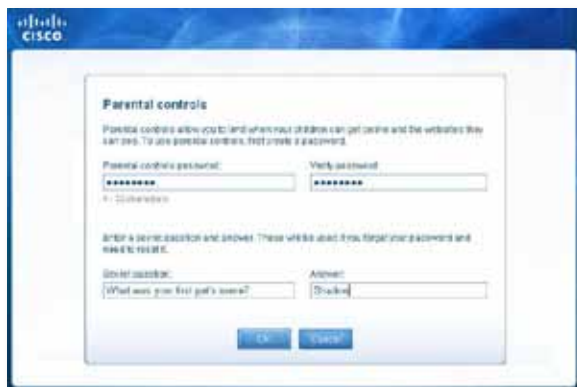 CISCO
Parental controls
Parental controls allow you to limit when your children can get online and the websites they
can see. To use parental controls, first create a password.
Parental controls password: Verify password:
•••••••• ••••••••
4 - 32 characters
Enter a secret question and answer. These will be used if you forget your password and
need to reset it.
Secret question: Answer:
What was your first pet's name? Shadow
OK Cancel